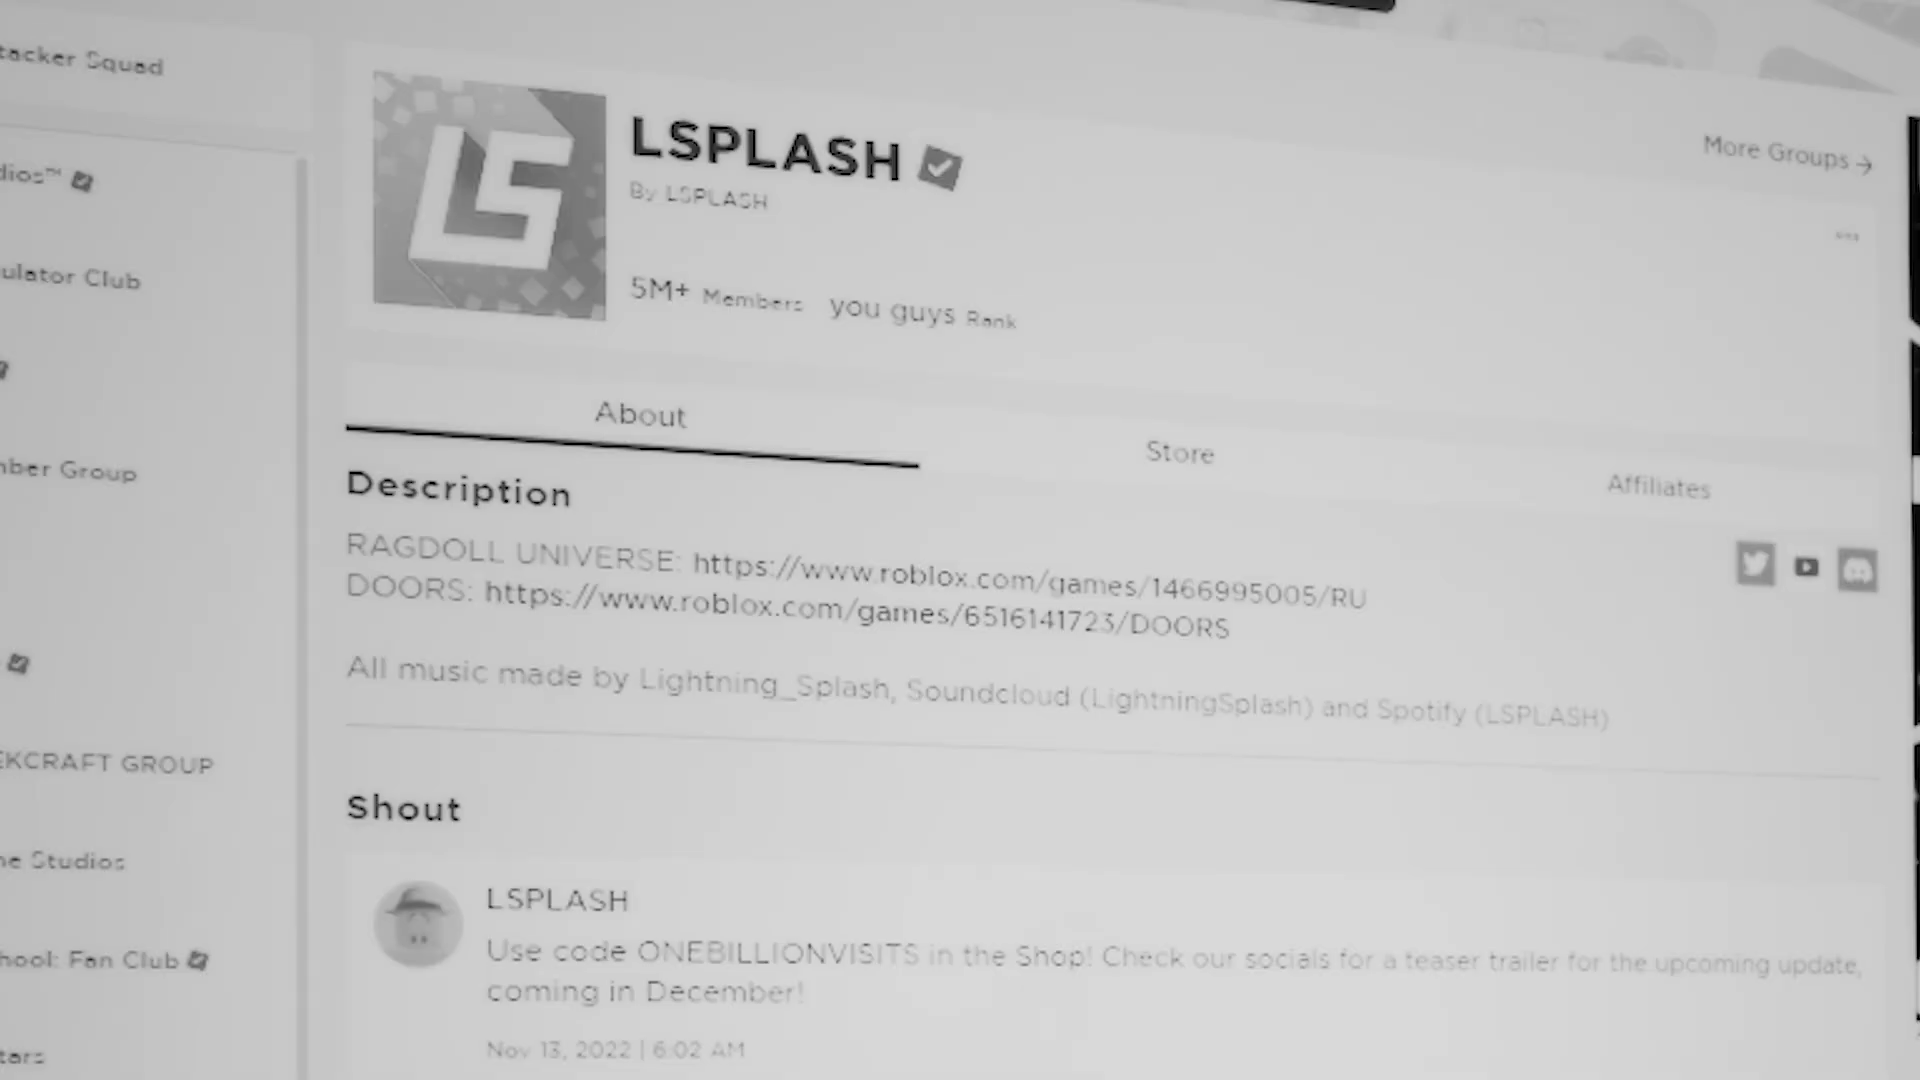 tacker Squad
dios™
ulator Club
mber Group
EKCRAFT GROUP
ne Studios
hool: Fan Club
tars
LS
LSPLASH
By LSPLASH
5M+ Members you guys Rank
More Groups →
About
Store
Affiliates
Description
RAGDOLL UNIVERSE: https://www.roblox.com/games/1466995005/RU
DOORS: https://www.roblox.com/games/6516141723/DOORS
All music made by Lightning_Splash, Soundcloud (LightningSplash) and Spotify (LSPLASH)
Shout
LSPLASH
Use code ONEBILLIONVISITS in the Shop! Check our socials for a teaser trailer for the upcoming update,
coming in December!
Nov 13, 2022 | 6:02 AM